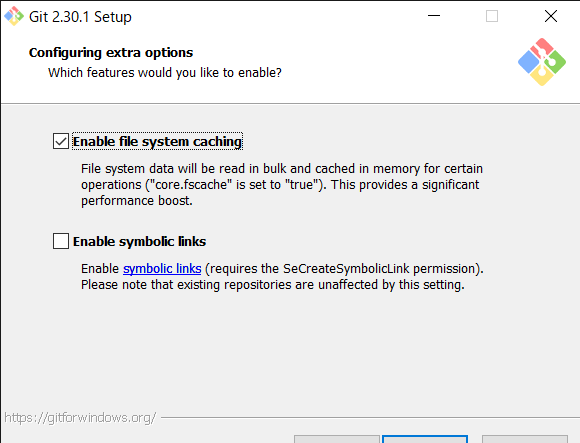 Git 2.30.1 Setup
Configuring extra options
Which features would you like to enable?
Enable file system caching
File system data will be read in bulk and cached in memory for certain
operations ("core.fscache" is set to "true"). This provides a significant
performance boost.
Enable symbolic links
Enable symbolic links (requires the SeCreateSymbolicLink permission).
Please note that existing repositories are unaffected by this setting.
https://gitforwindows.org/